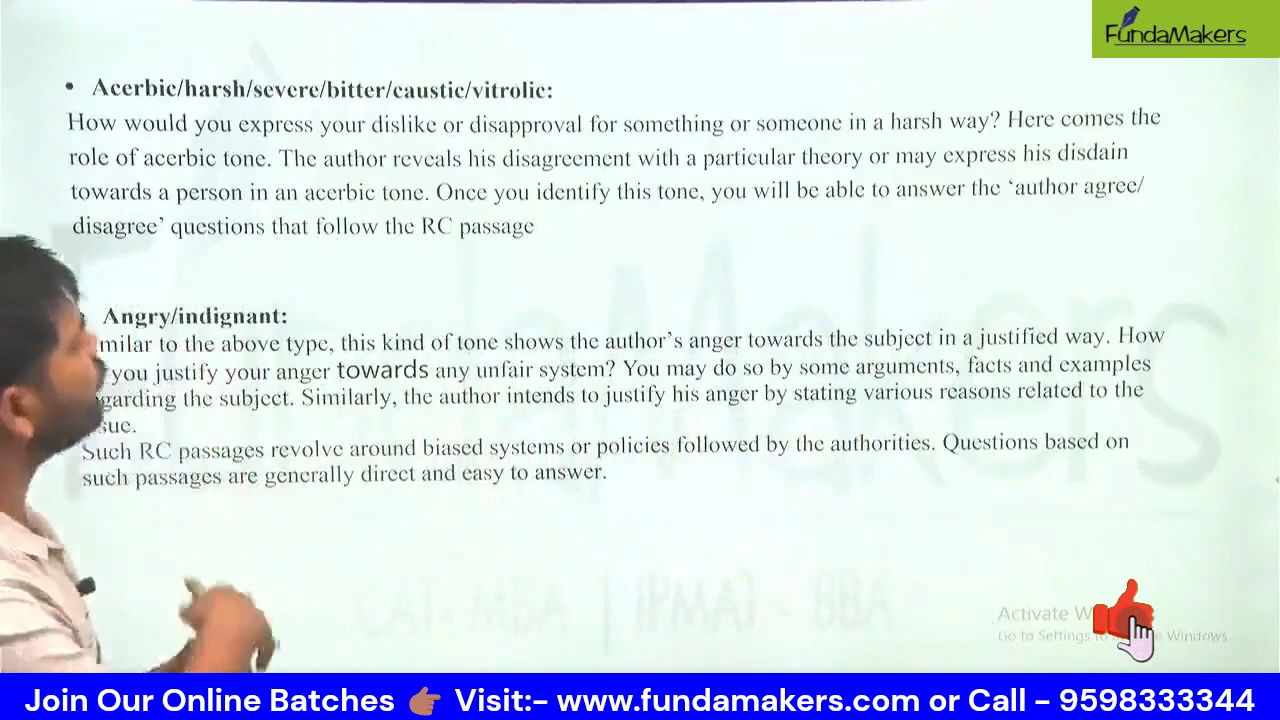 FundaMakers
• Acerbic/harsh/severe/bitter/caustic/vitrolic:
How would you express your dislike or disapproval for something or someone in a harsh way? Here comes the
role of acerbic tone. The author reveals his disagreement with a particular theory or may express his disdain
towards a person in an acerbic tone. Once you identify this tone, you will be able to answer the ‘author agree/
disagree’ questions that follow the RC passage
Angry/indignant:
milar to the above type, this kind of tone shows the author’s anger towards the subject in a justified way. How
you justify your anger towards any unfair system? You may do so by some arguments, facts and examples
garding the subject. Similarly, the author intends to justify his anger by stating various reasons related to the
sue.
Such RC passages revolve around biased systems or policies followed by the authorities. Questions based on
such passages are generally direct and easy to answer.
FundaMakers
CAT- MBA | IPMAT - BBA
Activate W
Go to Settings to Windows
Join Our Online Batches Visit:- www.fundamakers.com or Call - 9598333344